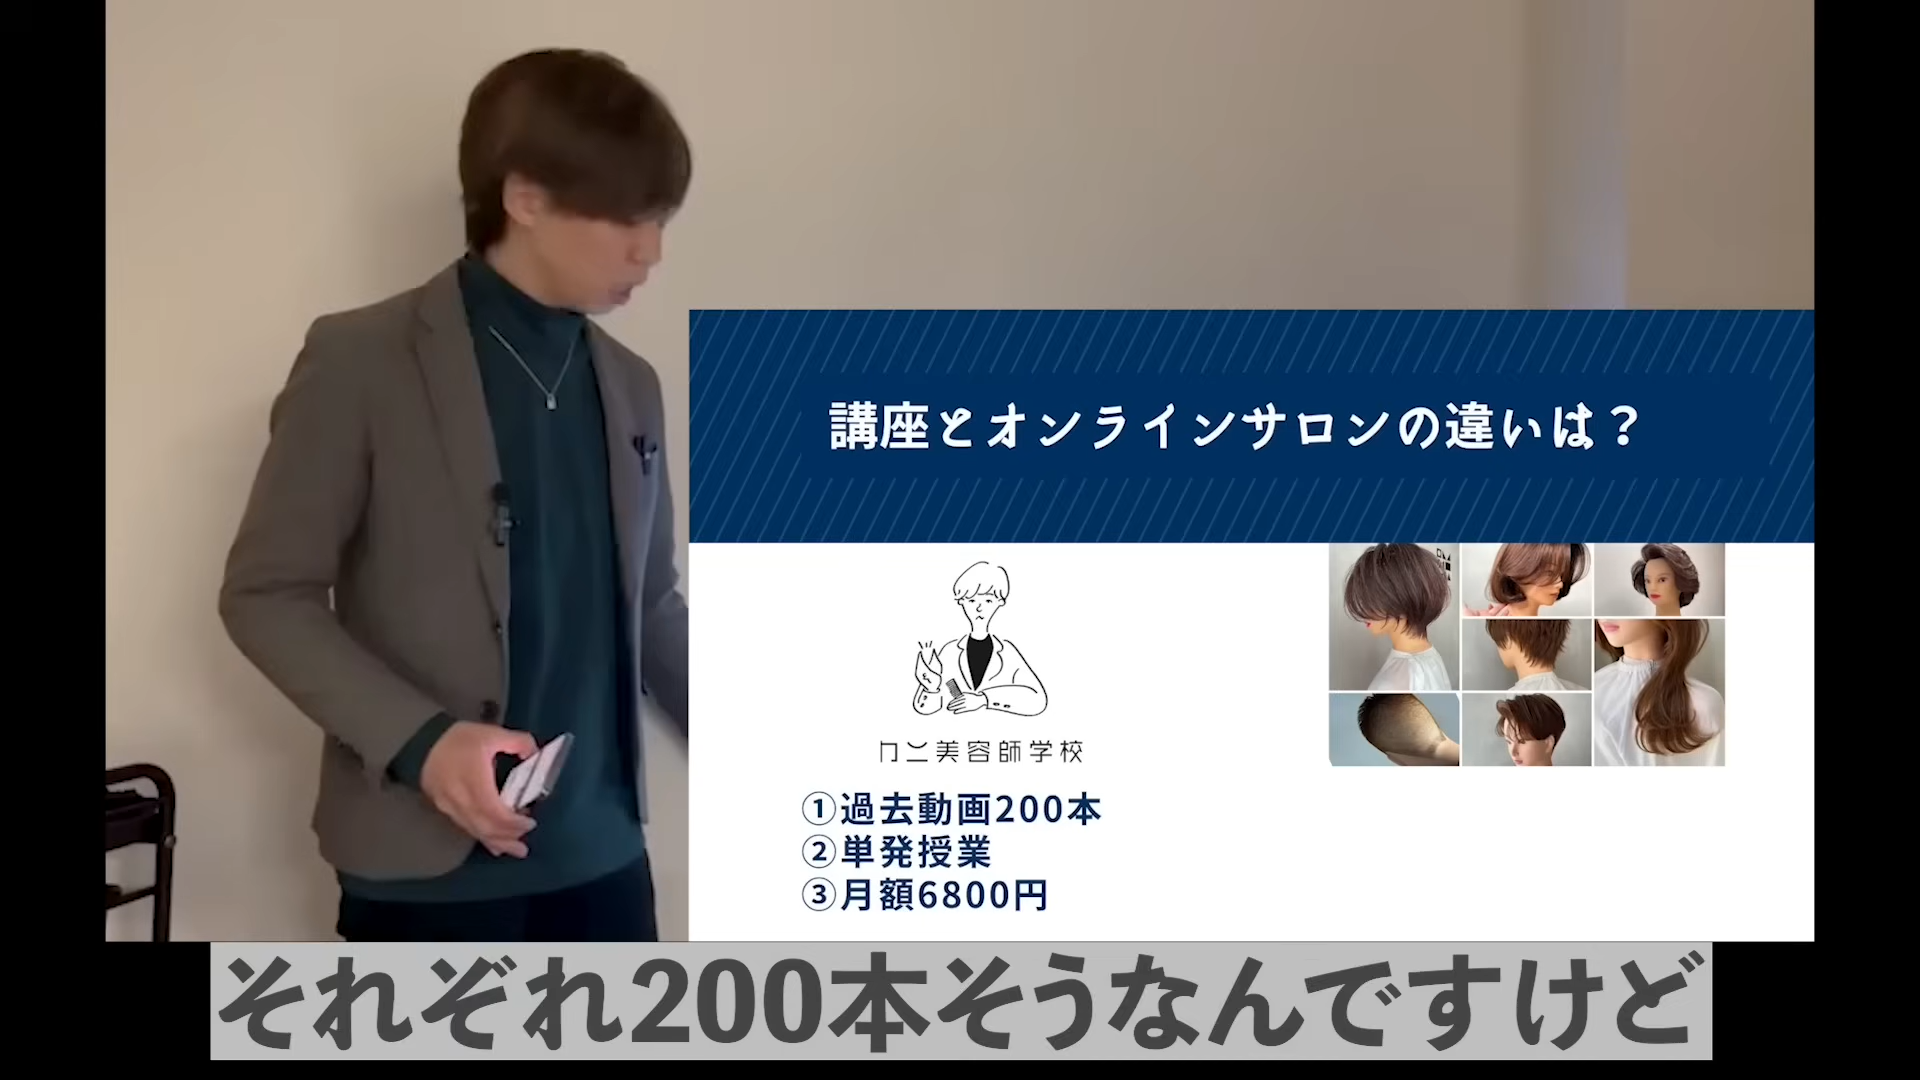 講座とオンラインサロンの違いは？
カン美容師学校
①過去動画200本
②単発授業
③月額6800円
それぞれ200本そうなんですけど